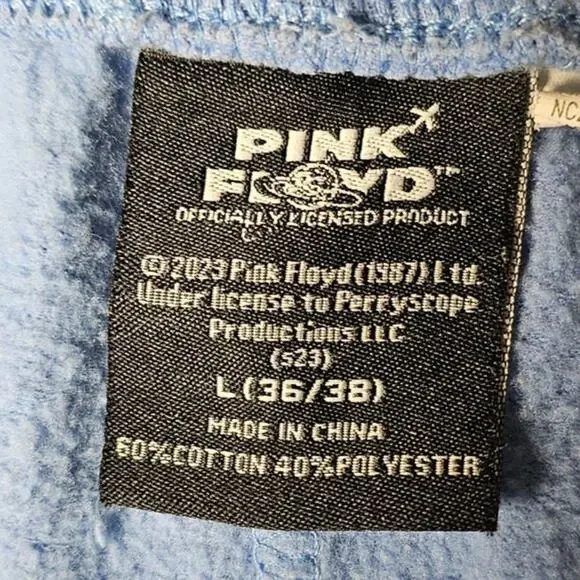 PINK
FLOYD™
OFFICIALLY LICENSED PRODUCT
© 2023 Pink Floyd (1987) Ltd.
Under license to Perryscope
Productions LLC
(s23)
L (36/38)
MADE IN CHINA
60%COTTON 40%POLYESTER